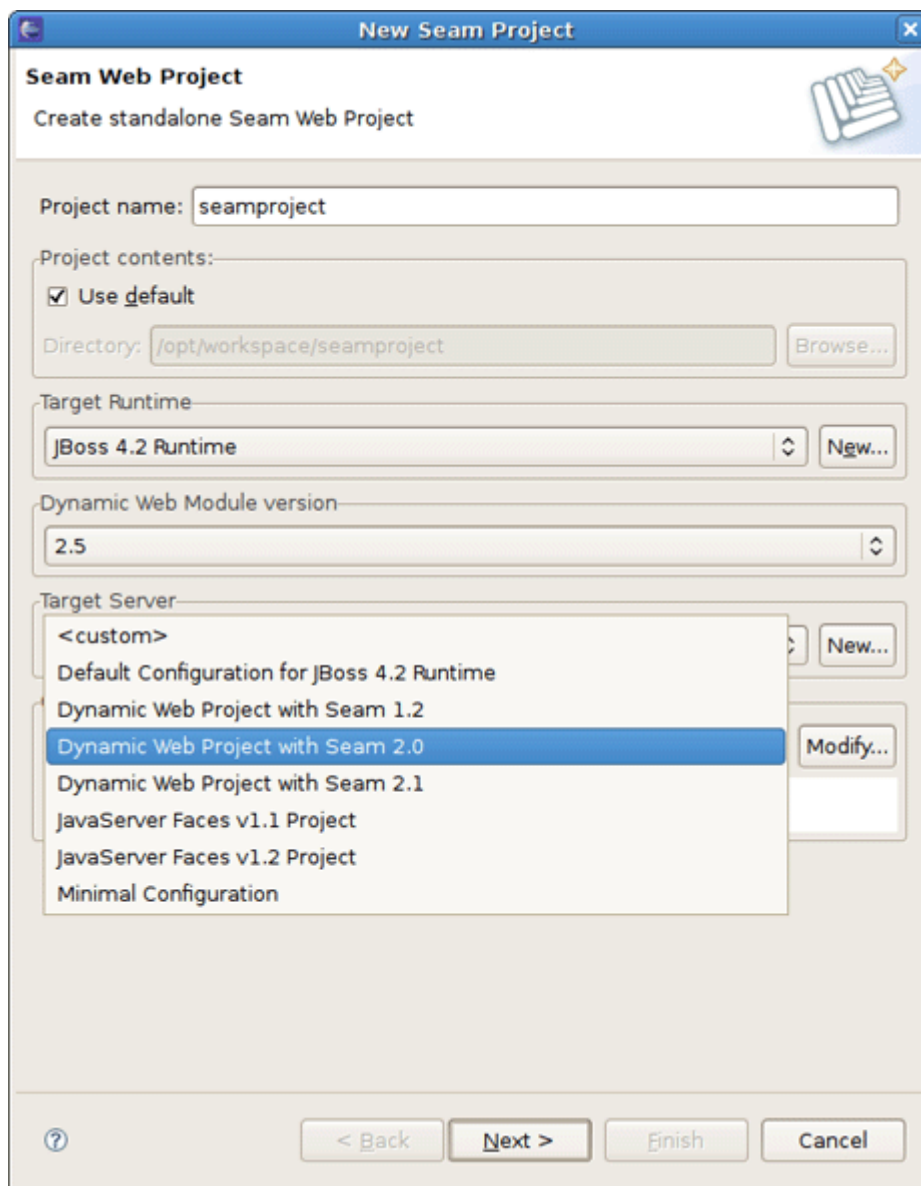 New Seam Project
Seam Web Project
Create standalone Seam Web Project
Project name: seamproject
Project contents:
Use default
Directory: /opt/workspace/seamproject Browse...
Target Runtime
JBoss 4.2 Runtime New...
Dynamic Web Module version
2.5
Target Server
<custom>
New...
Default Configuration for JBoss 4.2 Runtime
Dynamic Web Project with Seam 1.2
Dynamic Web Project with Seam 2.0 Modify...
Dynamic Web Project with Seam 2.1
JavaServer Faces v1.1 Project
JavaServer Faces v1.2 Project
Minimal Configuration
? < Back Next > Finish Cancel